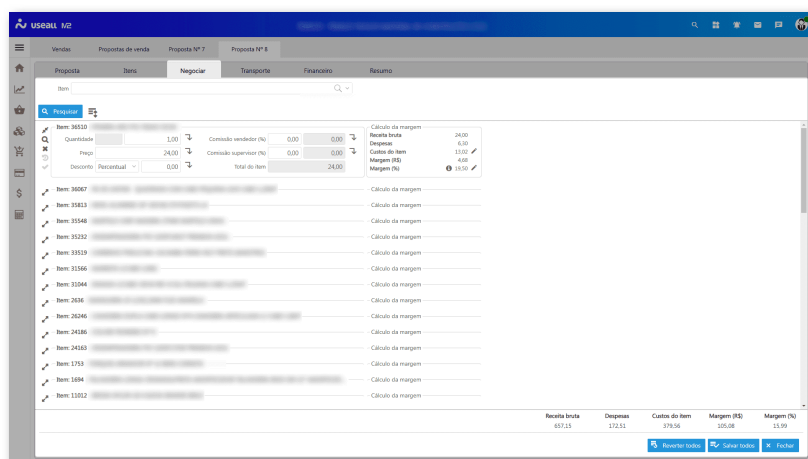 useall M2
Vendas Propostas de venda Proposta Nº 7 Proposta Nº 8
Proposta Itens Negociar Transporte Financeiro Resumo
Item
Pesquisar
Item: 36510 Cálculo da margem
Quantidade 1,00 Comissão vendedor (%) 0,00 0,00 Receita bruta 24,00
Despesas 6,30
Preço 24,00 Comissão supervisor (%) 0,00 0,00 Custos do item 13,02
Margem (R$) 4,68
Desconto Percentual 0,00 Total do item 24,00 Margem (%) 19,50
Item: 36067 Cálculo da margem
Item: 35813 Cálculo da margem
Item: 35548 Cálculo da margem
Item: 35232 Cálculo da margem
Item: 33519 Cálculo da margem
Item: 31566 Cálculo da margem
Item: 31044 Cálculo da margem
Item: 2636 Cálculo da margem
Item: 26246 Cálculo da margem
Item: 24186 Cálculo da margem
Item: 24163 Cálculo da margem
Item: 1753 Cálculo da margem
Item: 1694 Cálculo da margem
Item: 11012 Cálculo da margem
Receita bruta Despesas Custos do item Margem (R$) Margem (%)
657,15 172,51 379,56 105,08 15,99
Reverter todos Salvar todos Fechar